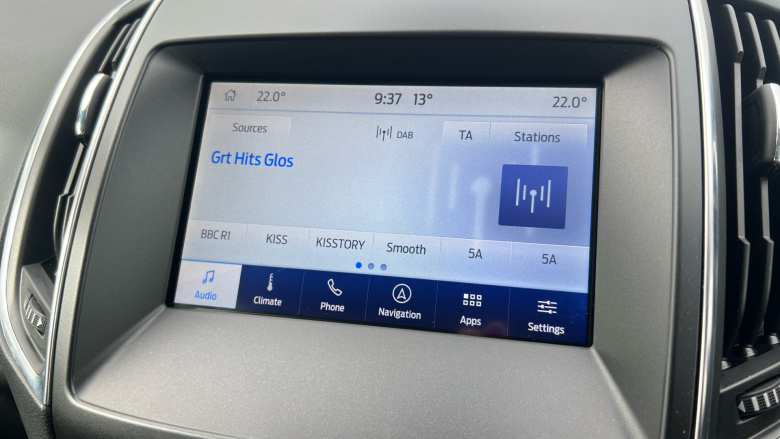 22.0° 9:37 13° 22.0°
Sources DAB TA Stations
Grt Hits Glos
BBC R1 KISS KISSTORY Smooth 5A 5A
Audio Climate Phone Navigation Apps Settings